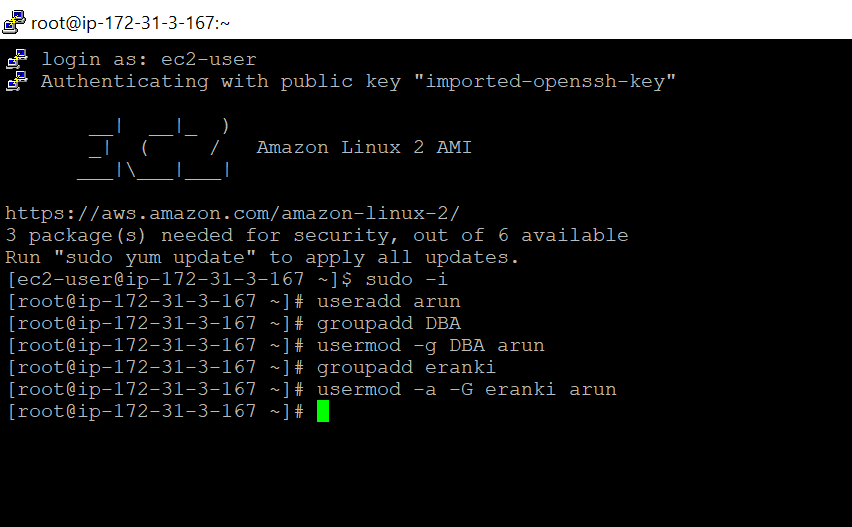 root@ip-172-31-3-167:~
login as: ec2-user
Authenticating with public key "imported-openssh-key"
       __|  __|_  )
       _|  (     /   Amazon Linux 2 AMI
      ___|\___|___|
https://aws.amazon.com/amazon-linux-2/
3 package(s) needed for security, out of 6 available
Run "sudo yum update" to apply all updates.
[ec2-user@ip-172-31-3-167 ~]$ sudo -i
[root@ip-172-31-3-167 ~]# useradd arun
[root@ip-172-31-3-167 ~]# groupadd DBA
[root@ip-172-31-3-167 ~]# usermod -g DBA arun
[root@ip-172-31-3-167 ~]# groupadd eranki
[root@ip-172-31-3-167 ~]# usermod -a -G eranki arun
[root@ip-172-31-3-167 ~]#